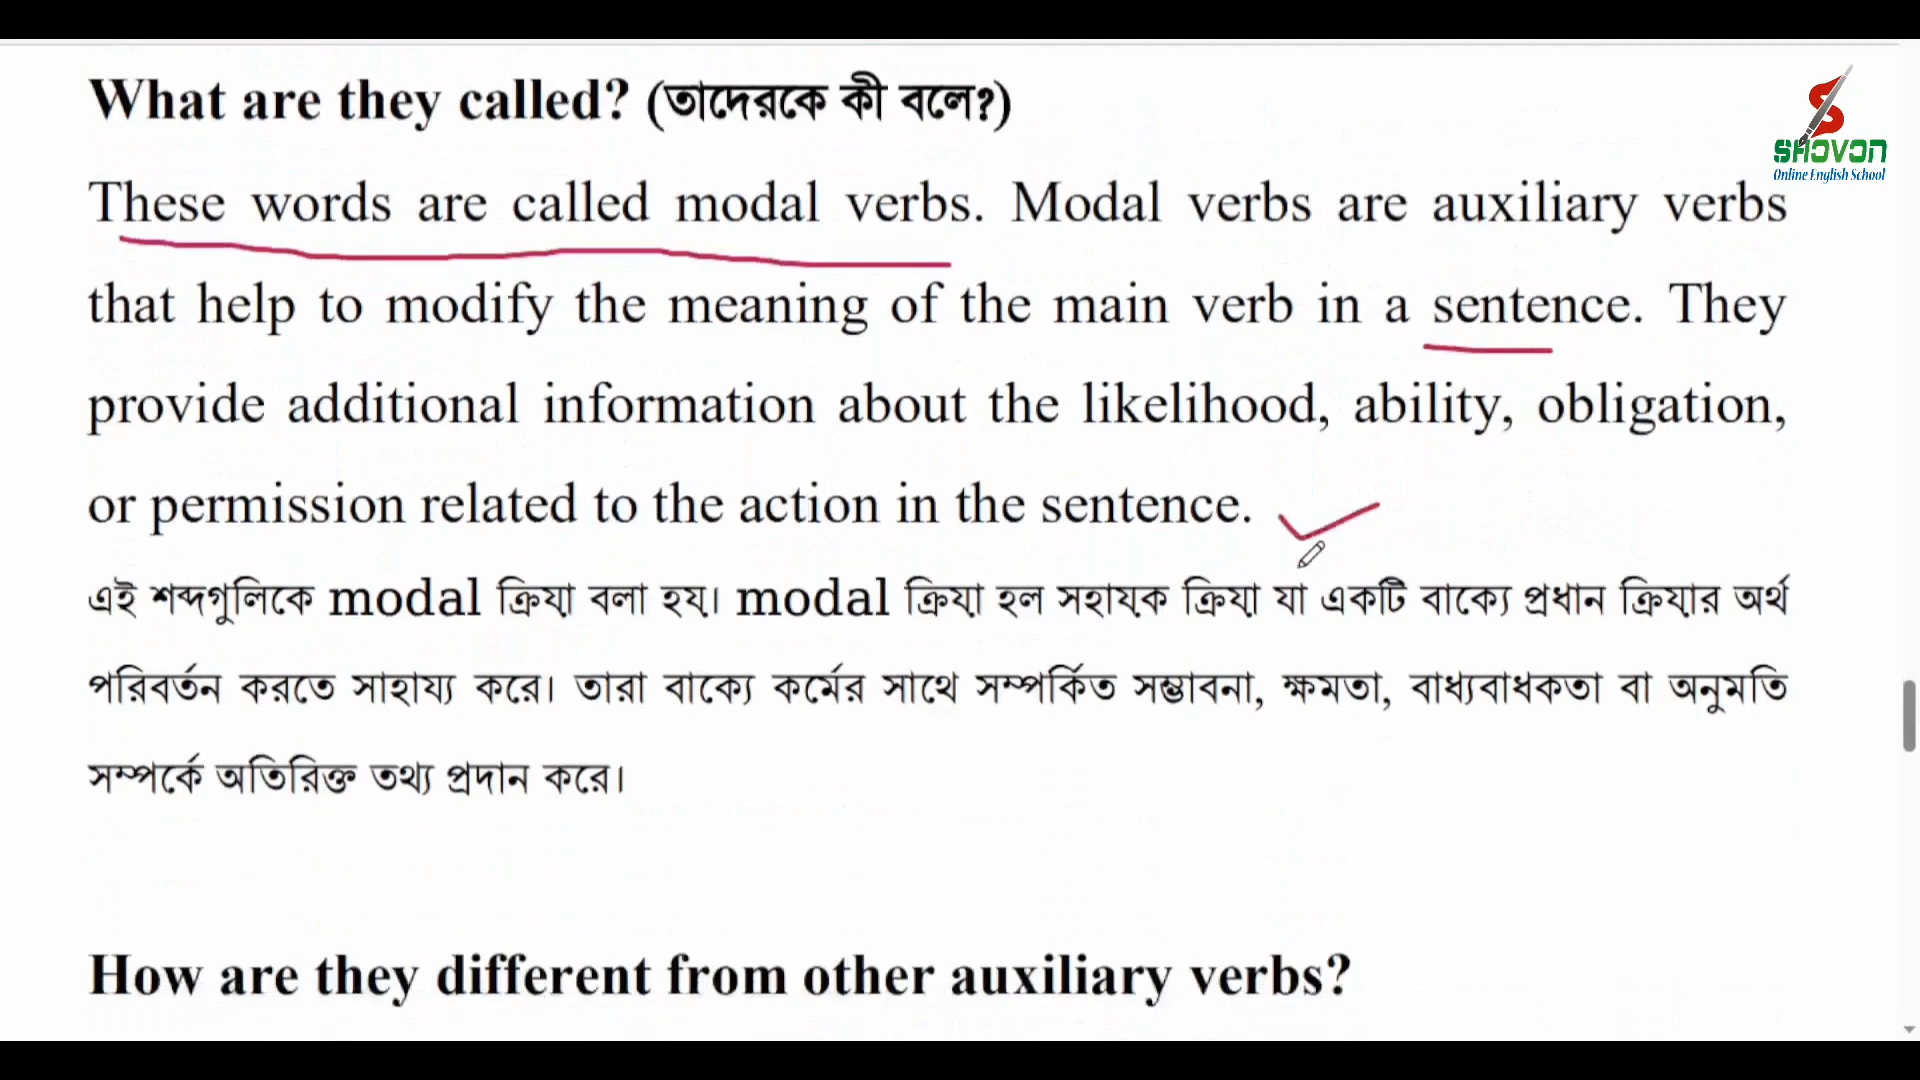 What are they called? (তাদেরকে কী বলে?)
SHOVON
Online English School
These words are called modal verbs. Modal verbs are auxiliary verbs
that help to modify the meaning of the main verb in a sentence. They
provide additional information about the likelihood, ability, obligation,
or permission related to the action in the sentence.
এই শব্দগুলিকে modal ক্রিয়া বলা হয়। modal ক্রিয়া হল সহায়ক ক্রিয়া যা একটি বাক্যে প্রধান ক্রিয়ার অর্থ
পরিবর্তন করতে সাহায্য করে। তারা বাক্যে কর্মের সাথে সম্পর্কিত সম্ভাবনা, ক্ষমতা, বাধ্যবাধকতা বা অনুমতি
সম্পর্কে অতিরিক্ত তথ্য প্রদান করে।
How are they different from other auxiliary verbs?